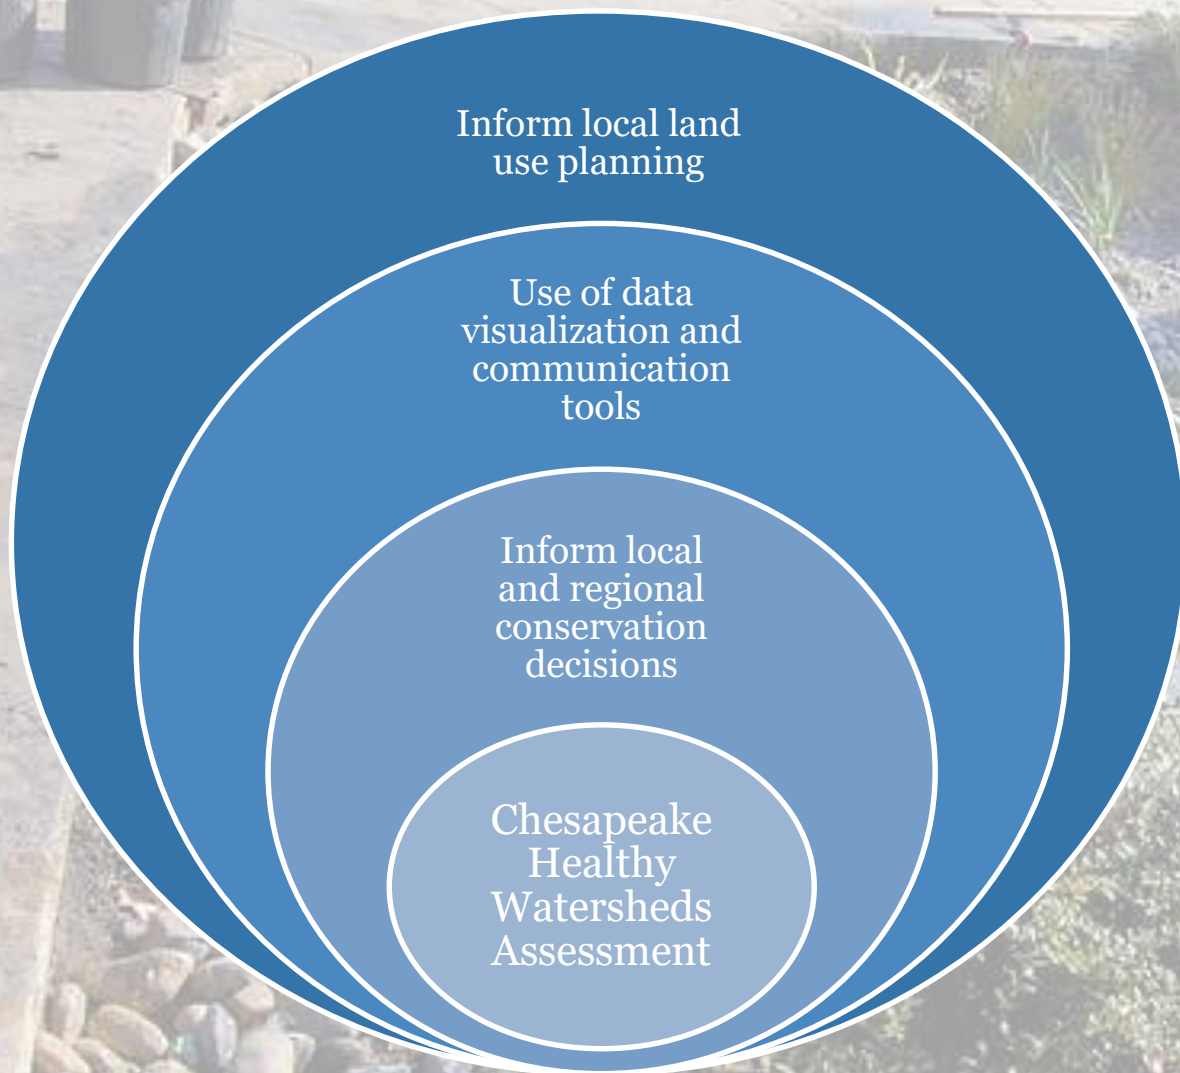 Inform local land
use planning
Use of data
visualization and
communication
tools
Inform local
and regional
conservation
decisions
Chesapeake
Healthy
Watersheds
Assessment